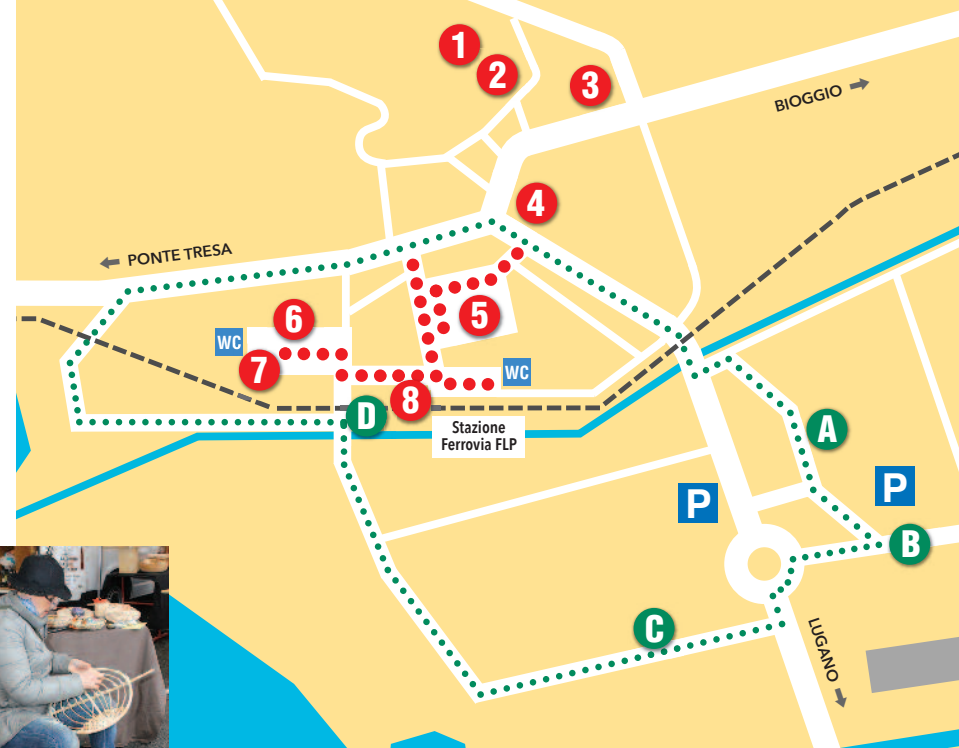 1
2
3
BIOGGIO
4
PONTE TRESA
5
6
WC
7
WC
8
D
Stazione
Ferrovia FLP
A
P
P
B
C
LUGANO